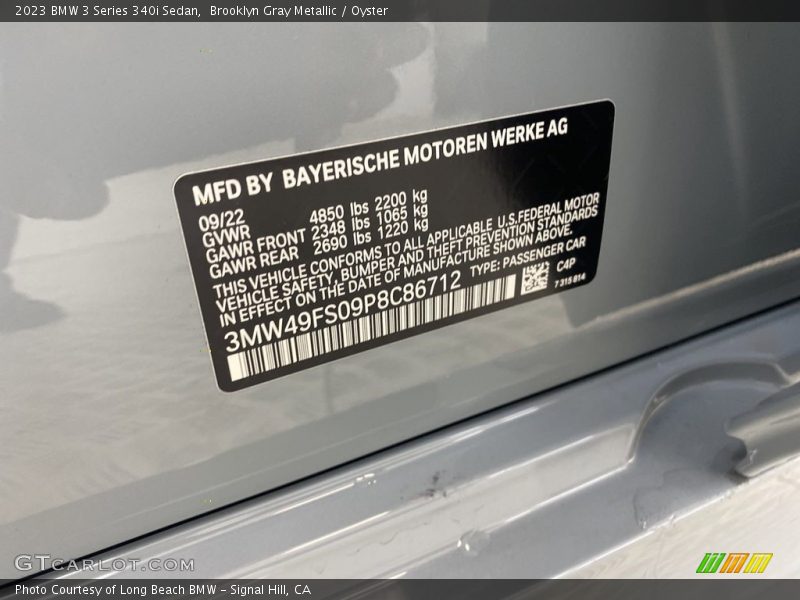 2023 BMW 3 Series 340i Sedan,  Brooklyn Gray Metallic / Oyster
MFD BY BAYERISCHE MOTOREN WERKE AG
09/22
GVWR 4850 lbs 2200 kg
GAWR FRONT 2348 lbs 1065 kg
GAWR REAR 2690 lbs 1220 kg
THIS VEHICLE CONFORMS TO ALL APPLICABLE U.S.FEDERAL MOTOR
VEHICLE SAFETY, BUMPER AND THEFT PREVENTION STANDARDS
IN EFFECT ON THE DATE OF MANUFACTURE SHOWN ABOVE.
3MW49FS09P8C86712 TYPE: PASSENGER CAR
C4P
7 315 814
GTCARLOT.COM
Photo Courtesy of Long Beach BMW - Signal Hill, CA